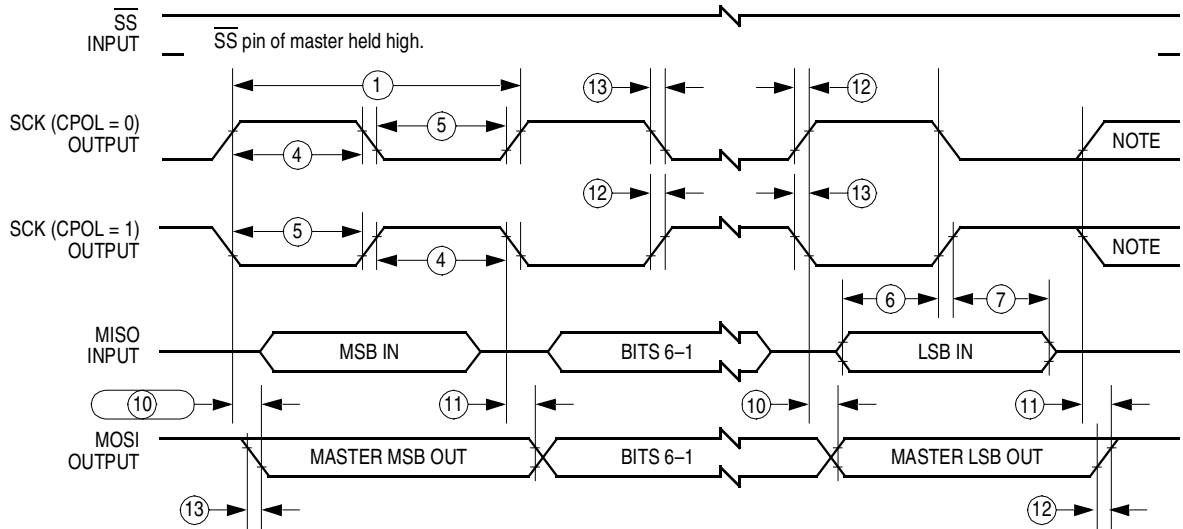 SS
INPUT
SS pin of master held high.
1
13
12
SCK (CPOL = 0)
OUTPUT
5
4
NOTE
12
13
SCK (CPOL = 1)
OUTPUT
5
4
NOTE
6
7
MISO
INPUT
MSB IN
BITS 6–1
LSB IN
10
11
10
11
MOSI
OUTPUT
MASTER MSB OUT
BITS 6–1
MASTER LSB OUT
13
12